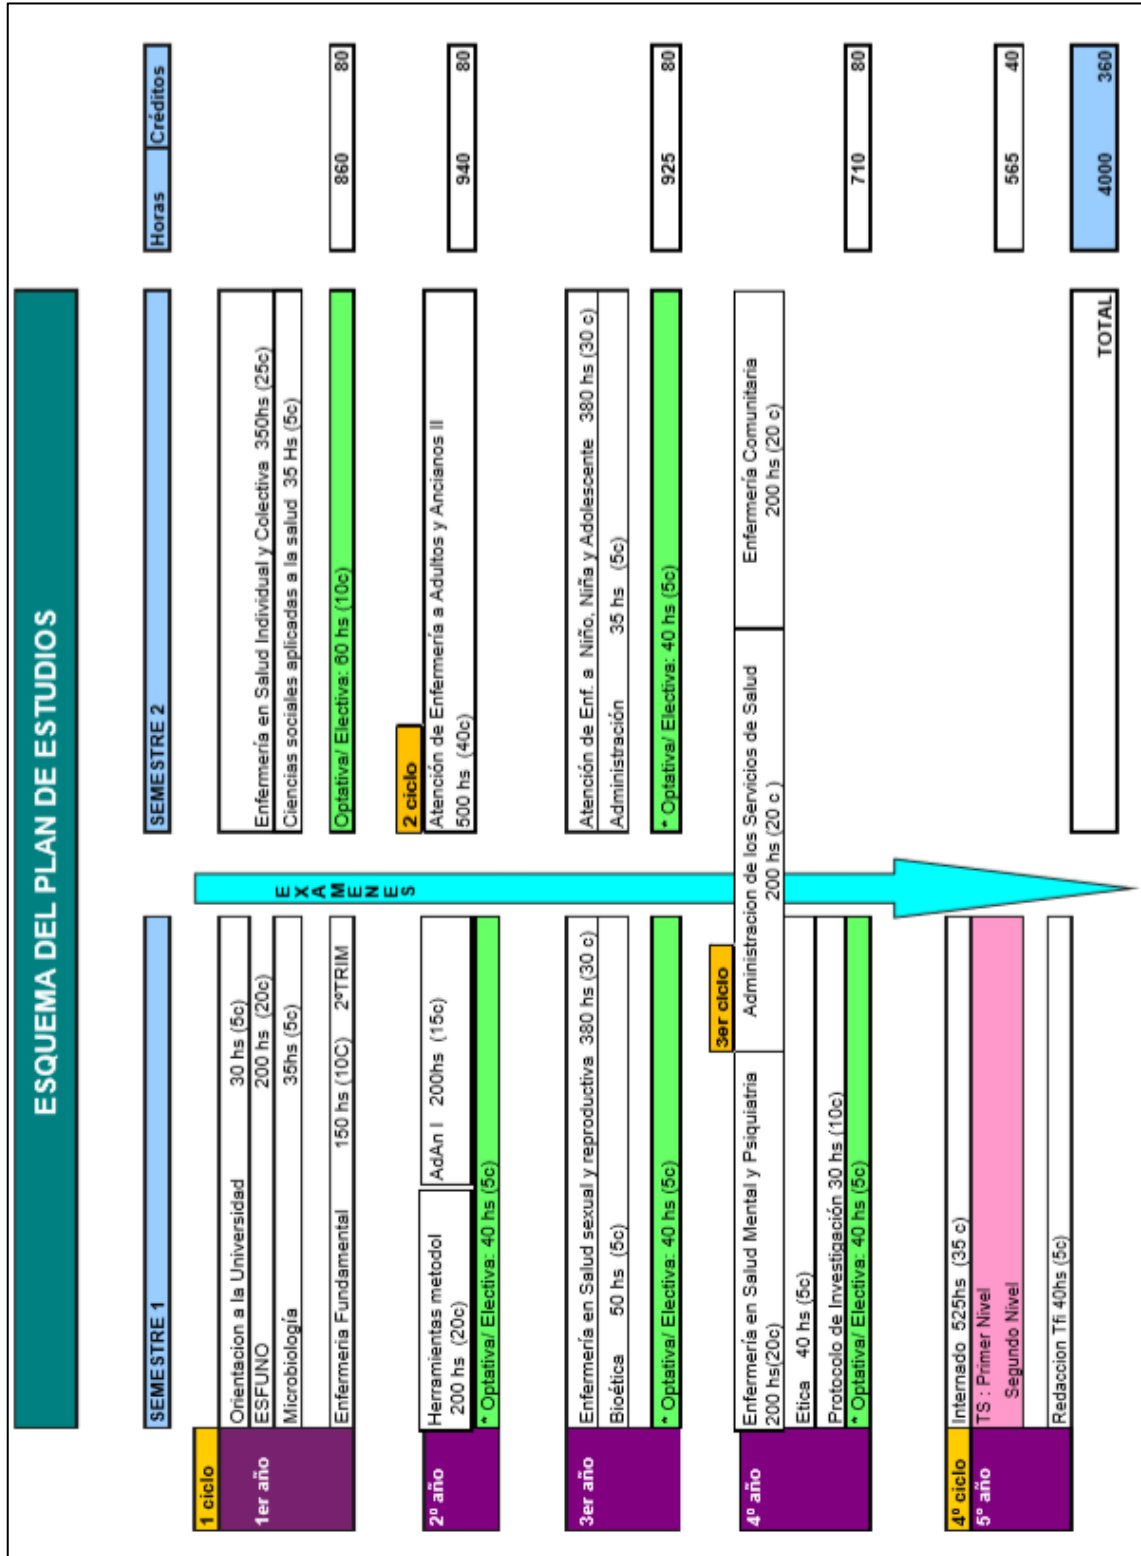 ESQUEMA DEL PLAN DE ESTUDIOS
SEMESTRE 1
SEMESTRE 2
Horas
Créditos
1 ciclo
1er año
Orientacion a la Universidad 30 hs (5c)
ESFUNO 200 hs (20c)
Microbiología 35hs (5c)
Enfermeria Fundamental 150 hs (10C) 2ºTRIM
EXAMENES
Enfermería en Salud Individual y Colectiva 350hs (25c)
Ciencias sociales aplicadas a la salud 35 Hs (5c)
Optativa/ Electiva: 60 hs (10c)
860 80
2º año
Herramientas metodol
200 hs (20c)
AdAn I 200hs (15c)
* Optativa/ Electiva: 40 hs (5c)
2 ciclo
Atención de Enfermería a Adultos y Ancianos II
500 hs (40c)
940 80
3er año
Enfermería en Salud sexual y reproductiva 380 hs (30 c)
Bioética 50 hs (5c)
* Optativa/ Electiva: 40 hs (5c)
Atención de Enf. a Niño, Niña y Adolescente 380 hs (30 c)
Administración 35 hs (5c)
* Optativa/ Electiva: 40 hs (5c)
925 80
3er ciclo
4º año
Enfermería en Salud Mental y Psiquiatria
200 hs(20c)
Administracion de los Servicios de Salud
200 hs (20 c )
Enfermería Comunitaria
200 hs (20 c)
Etica 40 hs (5c)
Protocolo de Investigación 30 hs (10c)
* Optativa/ Electiva: 40 hs (5c)
710 80
4º ciclo
5º año
Internado 525hs (35 c)
TS : Primer Nivel
Segundo Nivel
Redaccion Tfi 40hs (5c)
565 40
TOTAL
4000 360